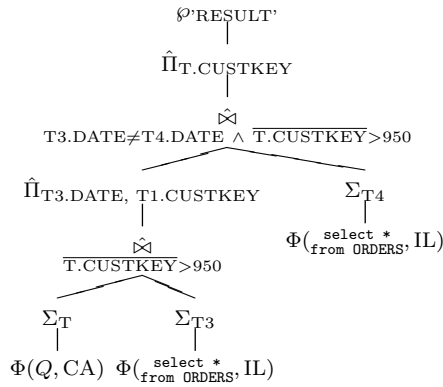 ℘'RESULT'
Π̂T.CUSTKEY
⋈̂
T3.DATE≠T4.DATE ∧ T.CUSTKEY>950
Π̂T3.DATE, T1.CUSTKEY
ΣT4
⋈̂
T.CUSTKEY>950
Φ(select * from ORDERS, IL)
ΣT
ΣT3
Φ(Q, CA)
Φ(select * from ORDERS, IL)